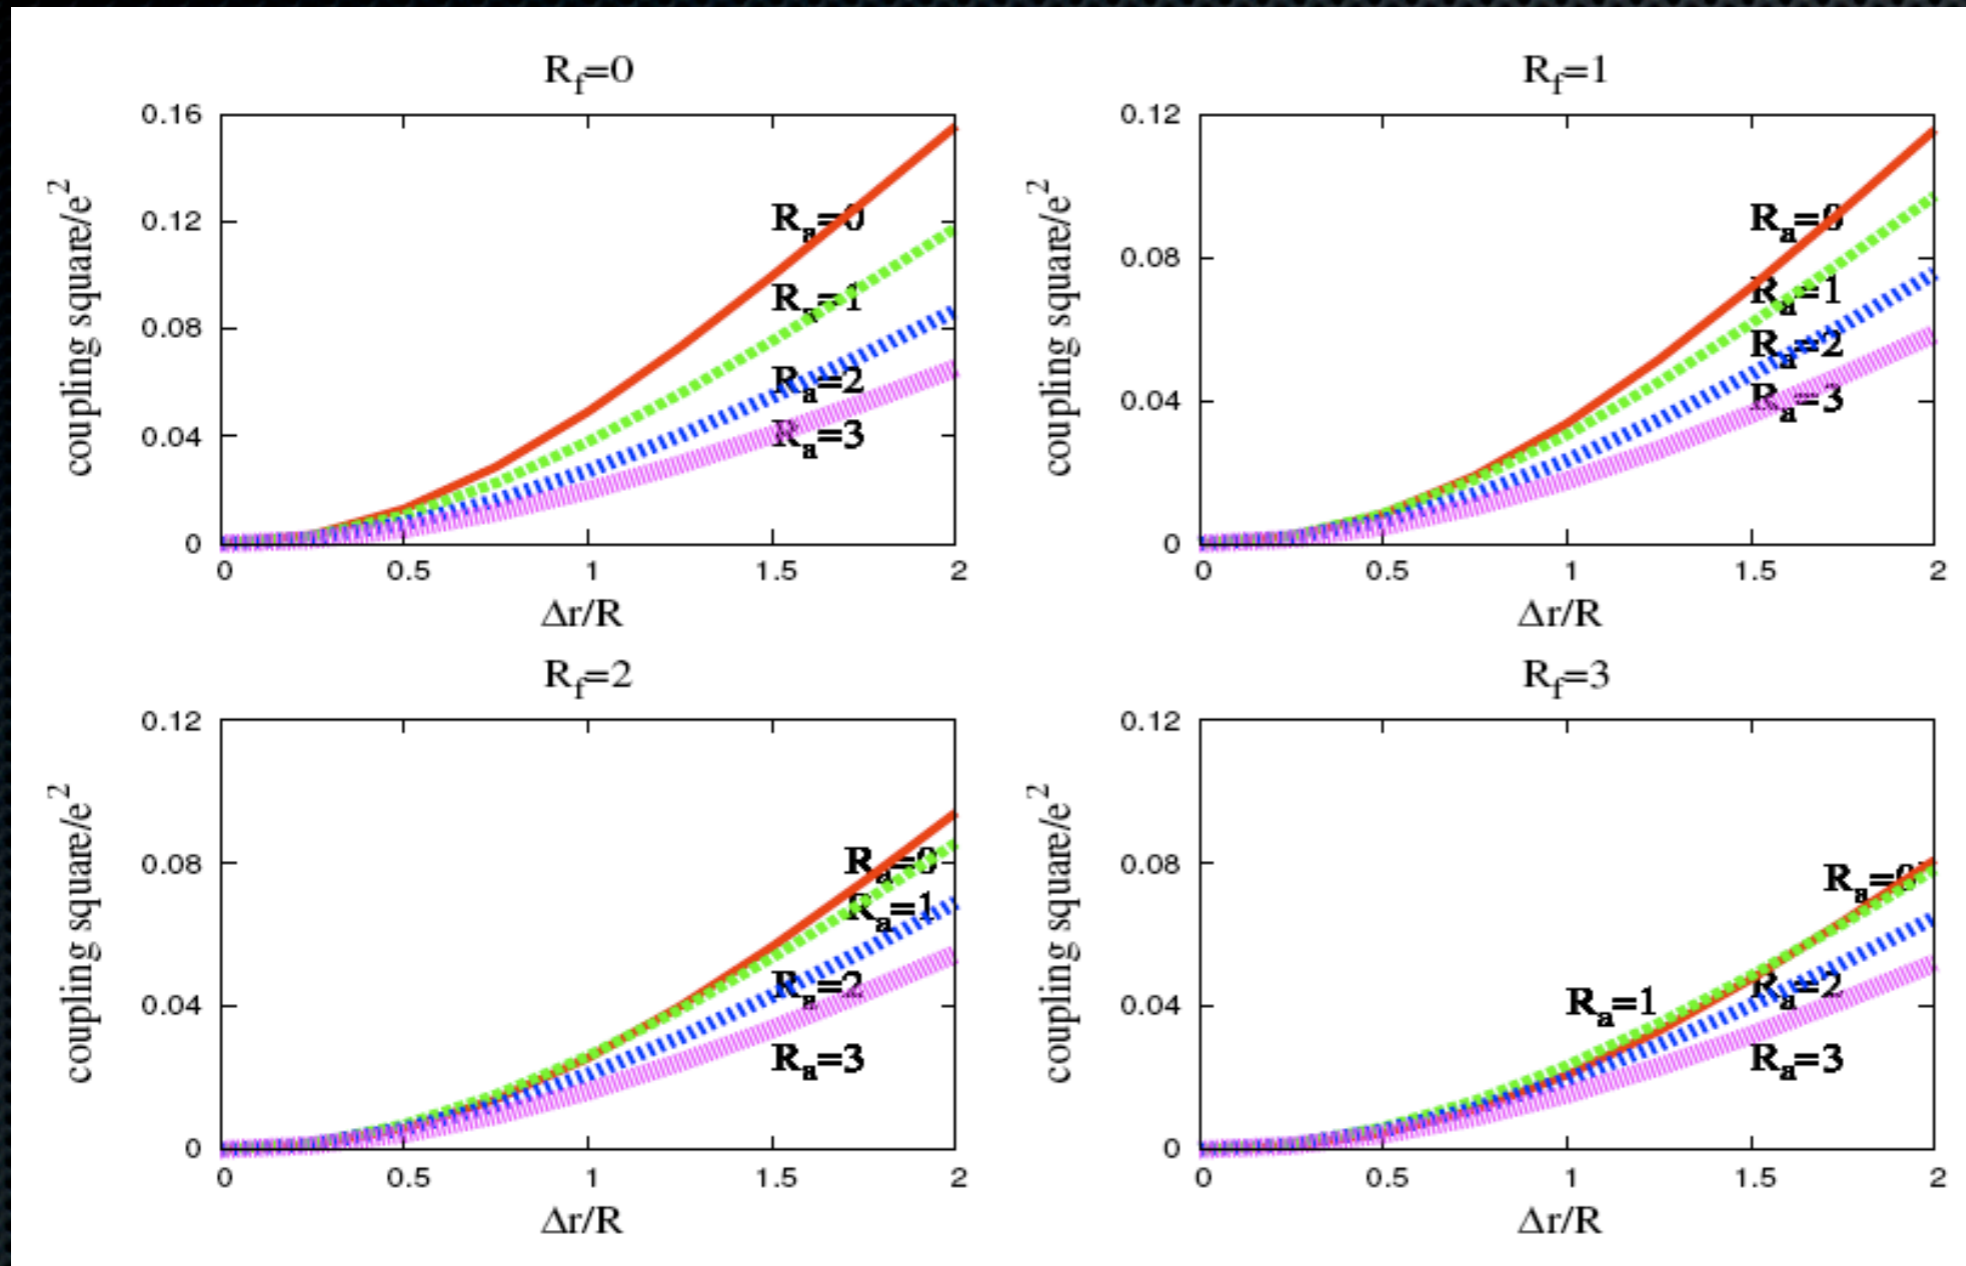 R_f=0
0.16
0.12
0.08
0.04
0
coupling square/e^2
R_a=0
R_a=1
R_a=2
R_a=3
0 0.5 1 1.5 2
Δr/R
R_f=1
0.12
0.08
0.04
0
coupling square/e^2
R_a=0
R_a=1
R_a=2
R_a=3
0 0.5 1 1.5 2
Δr/R
R_f=2
0.12
0.08
0.04
0
coupling square/e^2
R_a=0
R_a=1
R_a=2
R_a=3
0 0.5 1 1.5 2
Δr/R
R_f=3
0.12
0.08
0.04
0
coupling square/e^2
R_a=0
R_a=1
R_a=2
R_a=3
0 0.5 1 1.5 2
Δr/R